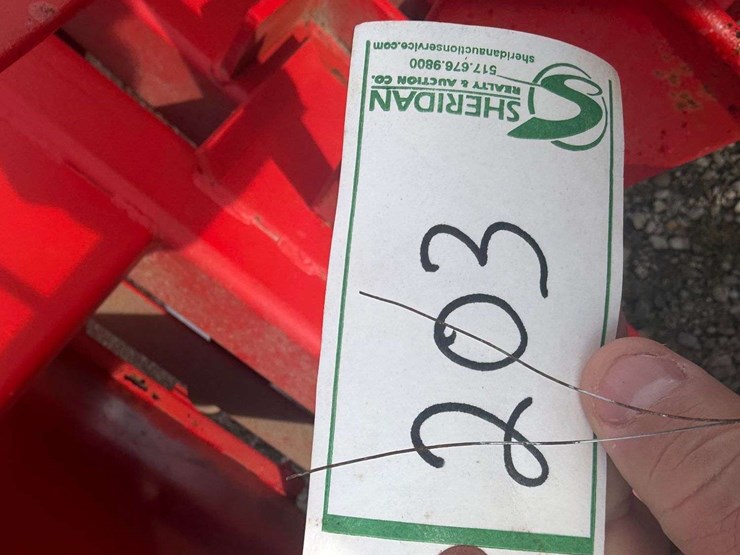 SHERIDAN
REALTY & AUCTION CO.
517.676.9800
sheridanauctionservice.com
203